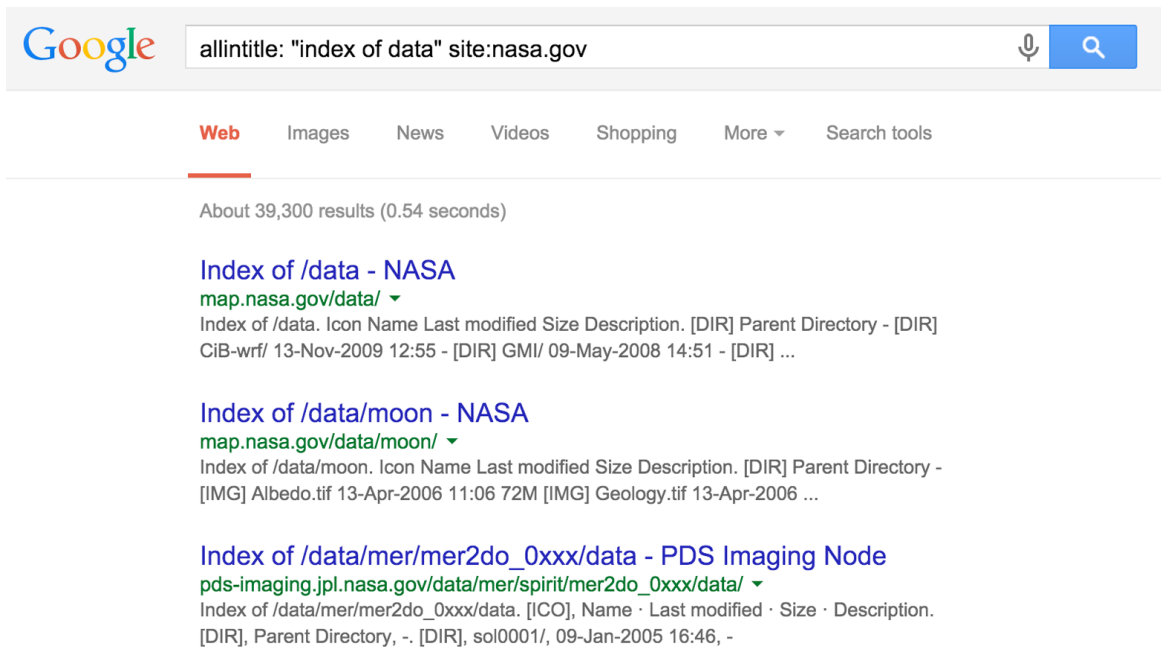 Google
allintitle: "index of data" site:nasa.gov
Web Images News Videos Shopping More Search tools
About 39,300 results (0.54 seconds)
Index of /data - NASA
map.nasa.gov/data/
Index of /data. Icon Name Last modified Size Description. [DIR] Parent Directory - [DIR]
CiB-wrf/ 13-Nov-2009 12:55 - [DIR] GMI/ 09-May-2008 14:51 - [DIR] ...
Index of /data/moon - NASA
map.nasa.gov/data/moon/
Index of /data/moon. Icon Name Last modified Size Description. [DIR] Parent Directory -
[IMG] Albedo.tif 13-Apr-2006 11:06 72M [IMG] Geology.tif 13-Apr-2006 ...
Index of /data/mer/mer2do_0xxx/data - PDS Imaging Node
pds-imaging.jpl.nasa.gov/data/mer/spirit/mer2do_0xxx/data/
Index of /data/mer/mer2do_0xxx/data. [ICO], Name · Last modified · Size · Description.
[DIR], Parent Directory, -. [DIR], sol0001/, 09-Jan-2005 16:46, -